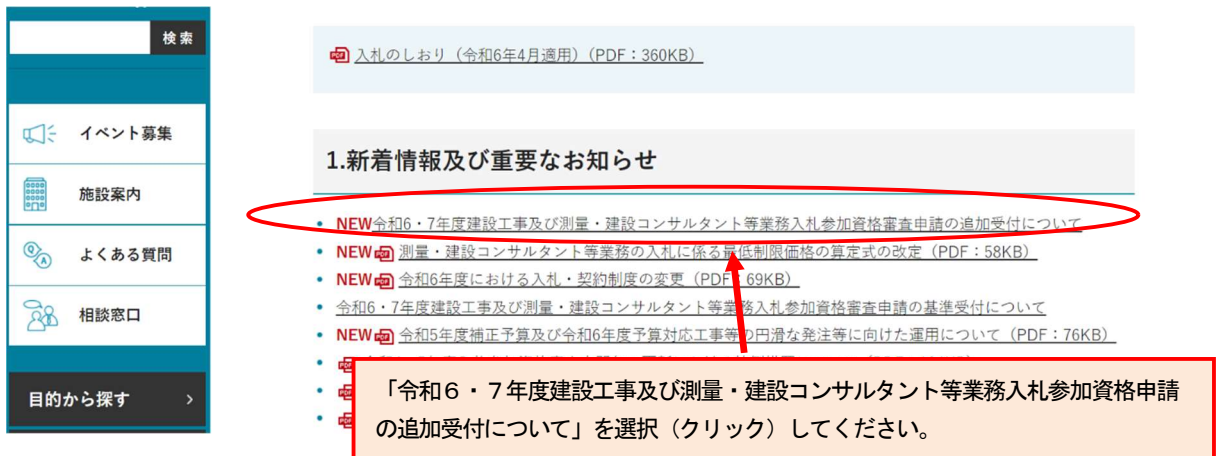 検索
イベント募集
施設案内
よくある質問
相談窓口
目的から探す
入札のしおり（令和6年4月適用）（PDF：360KB）
1.新着情報及び重要なお知らせ
NEW令和6・7年度建設工事及び測量・建設コンサルタント等業務入札参加資格審査申請の追加受付について
NEW 測量・建設コンサルタント等業務の入札に係る最低制限価格の算定式の改定（PDF：58KB）
NEW 令和6年度における入札・契約制度の変更（PDF：69KB）
令和6・7年度建設工事及び測量・建設コンサルタント等業務入札参加資格審査申請の基準受付について
NEW 令和5年度補正予算及び令和6年度予算対応工事等の円滑な発注等に向けた運用について（PDF：76KB）
「令和６・７年度建設工事及び測量・建設コンサルタント等業務入札参加資格申請
の追加受付について」を選択（クリック）してください。